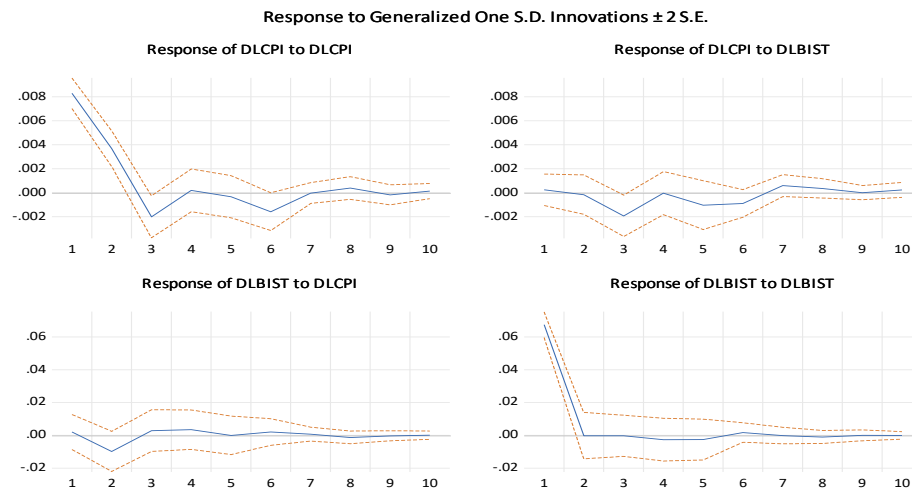 Response to Generalized One S.D. Innovations ± 2 S.E.
Response of DLCPI to DLCPI
.008
.006
.004
.002
.000
-.002
1 2 3 4 5 6 7 8 9 10
Response of DLCPI to DLBIST
.008
.006
.004
.002
.000
-.002
1 2 3 4 5 6 7 8 9 10
Response of DLBIST to DLCPI
.06
.04
.02
.00
-.02
1 2 3 4 5 6 7 8 9 10
Response of DLBIST to DLBIST
.06
.04
.02
.00
-.02
1 2 3 4 5 6 7 8 9 10